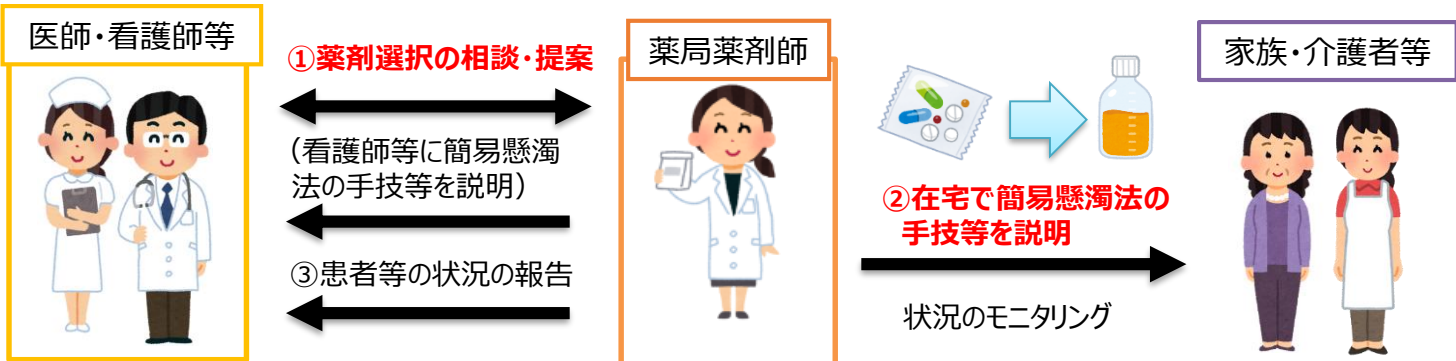 医師・看護師等
①薬剤選択の相談・提案
(看護師等に簡易懸濁
法の手技等を説明)
③患者等の状況の報告
薬局薬剤師
②在宅で簡易懸濁法の
手技等を説明
状況のモニタリング
家族・介護者等